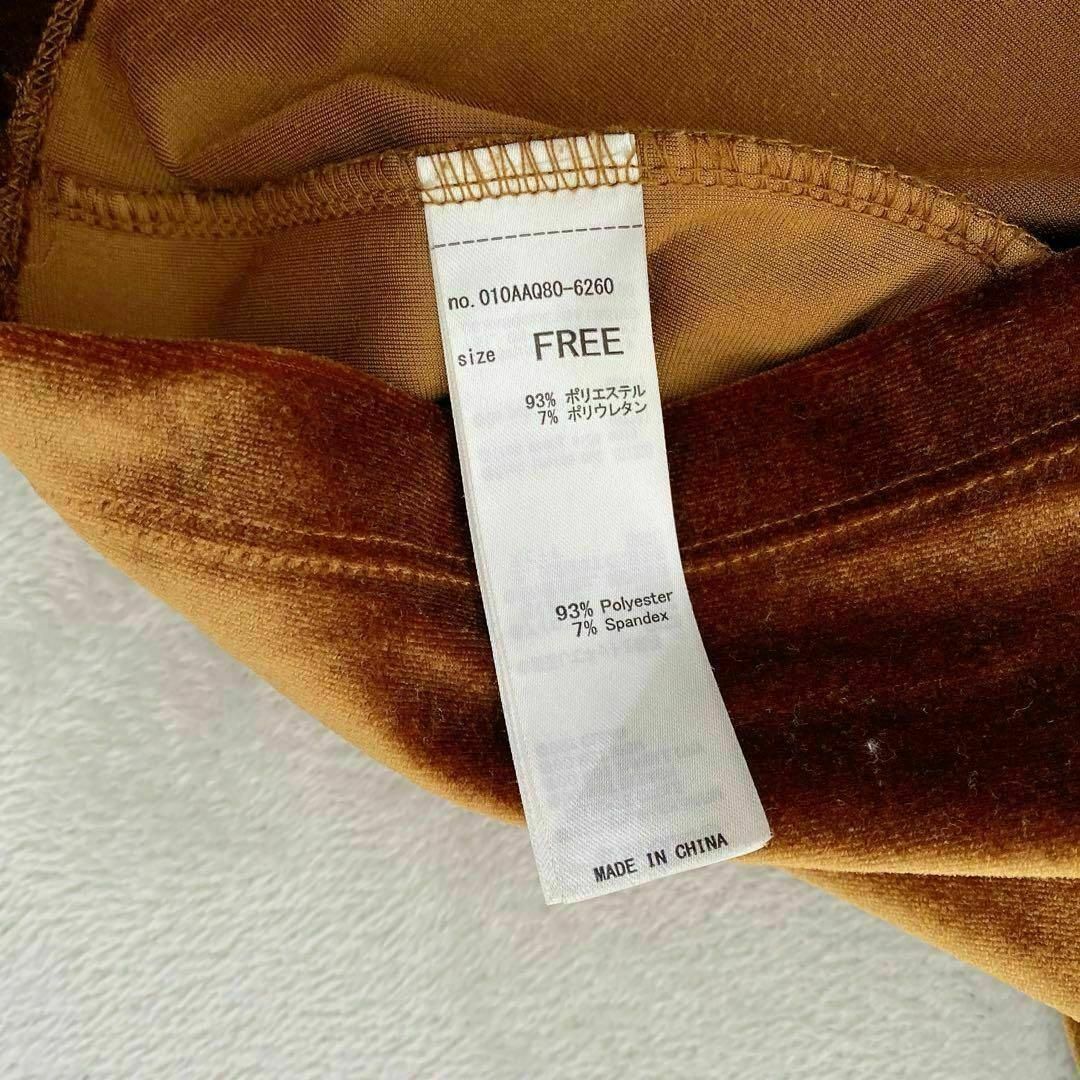 no. 010AAQ80-6260
size FREE
93% ポリエステル
7% ポリウレタン
93% Polyester
7% Spandex
MADE IN CHINA